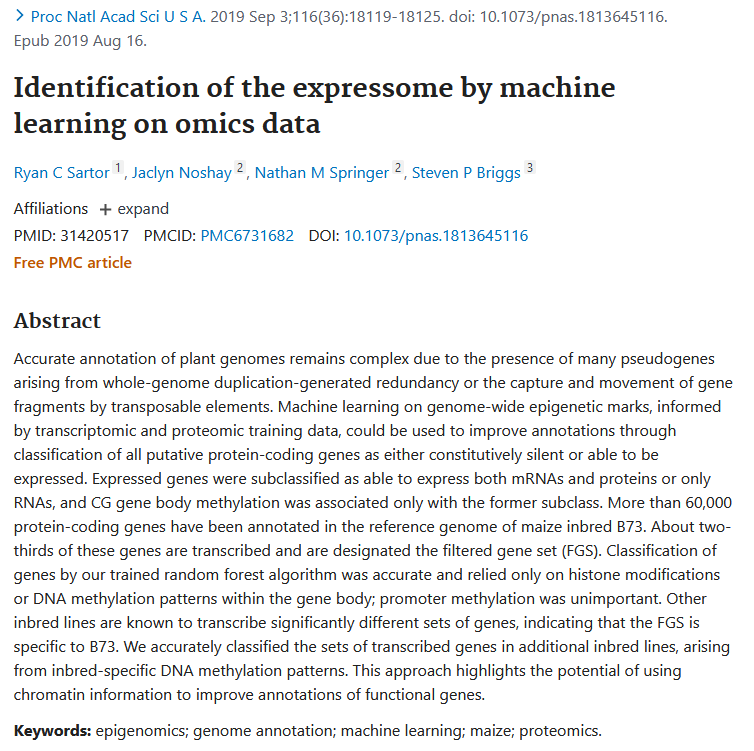 Proc Natl Acad Sci U S A. 2019 Sep 3;116(36):18119-18125. doi: 10.1073/pnas.1813645116.
Epub 2019 Aug 16.
Identification of the expressome by machine
learning on omics data
Ryan C Sartor 1, Jaclyn Noshay 2, Nathan M Springer 2, Steven P Briggs 3
Affiliations + expand
PMID: 31420517 PMCID: PMC6731682 DOI: 10.1073/pnas.1813645116
Free PMC article
Abstract
Accurate annotation of plant genomes remains complex due to the presence of many pseudogenes
arising from whole-genome duplication-generated redundancy or the capture and movement of gene
fragments by transposable elements. Machine learning on genome-wide epigenetic marks, informed
by transcriptomic and proteomic training data, could be used to improve annotations through
classification of all putative protein-coding genes as either constitutively silent or able to be
expressed. Expressed genes were subclassified as able to express both mRNAs and proteins or only
RNAs, and CG gene body methylation was associated only with the former subclass. More than 60,000
protein-coding genes have been annotated in the reference genome of maize inbred B73. About two-
thirds of these genes are transcribed and are designated the filtered gene set (FGS). Classification of
genes by our trained random forest algorithm was accurate and relied only on histone modifications
or DNA methylation patterns within the gene body; promoter methylation was unimportant. Other
inbred lines are known to transcribe significantly different sets of genes, indicating that the FGS is
specific to B73. We accurately classified the sets of transcribed genes in additional inbred lines, arising
from inbred-specific DNA methylation patterns. This approach highlights the potential of using
chromatin information to improve annotations of functional genes.
Keywords: epigenomics; genome annotation; machine learning; maize; proteomics.